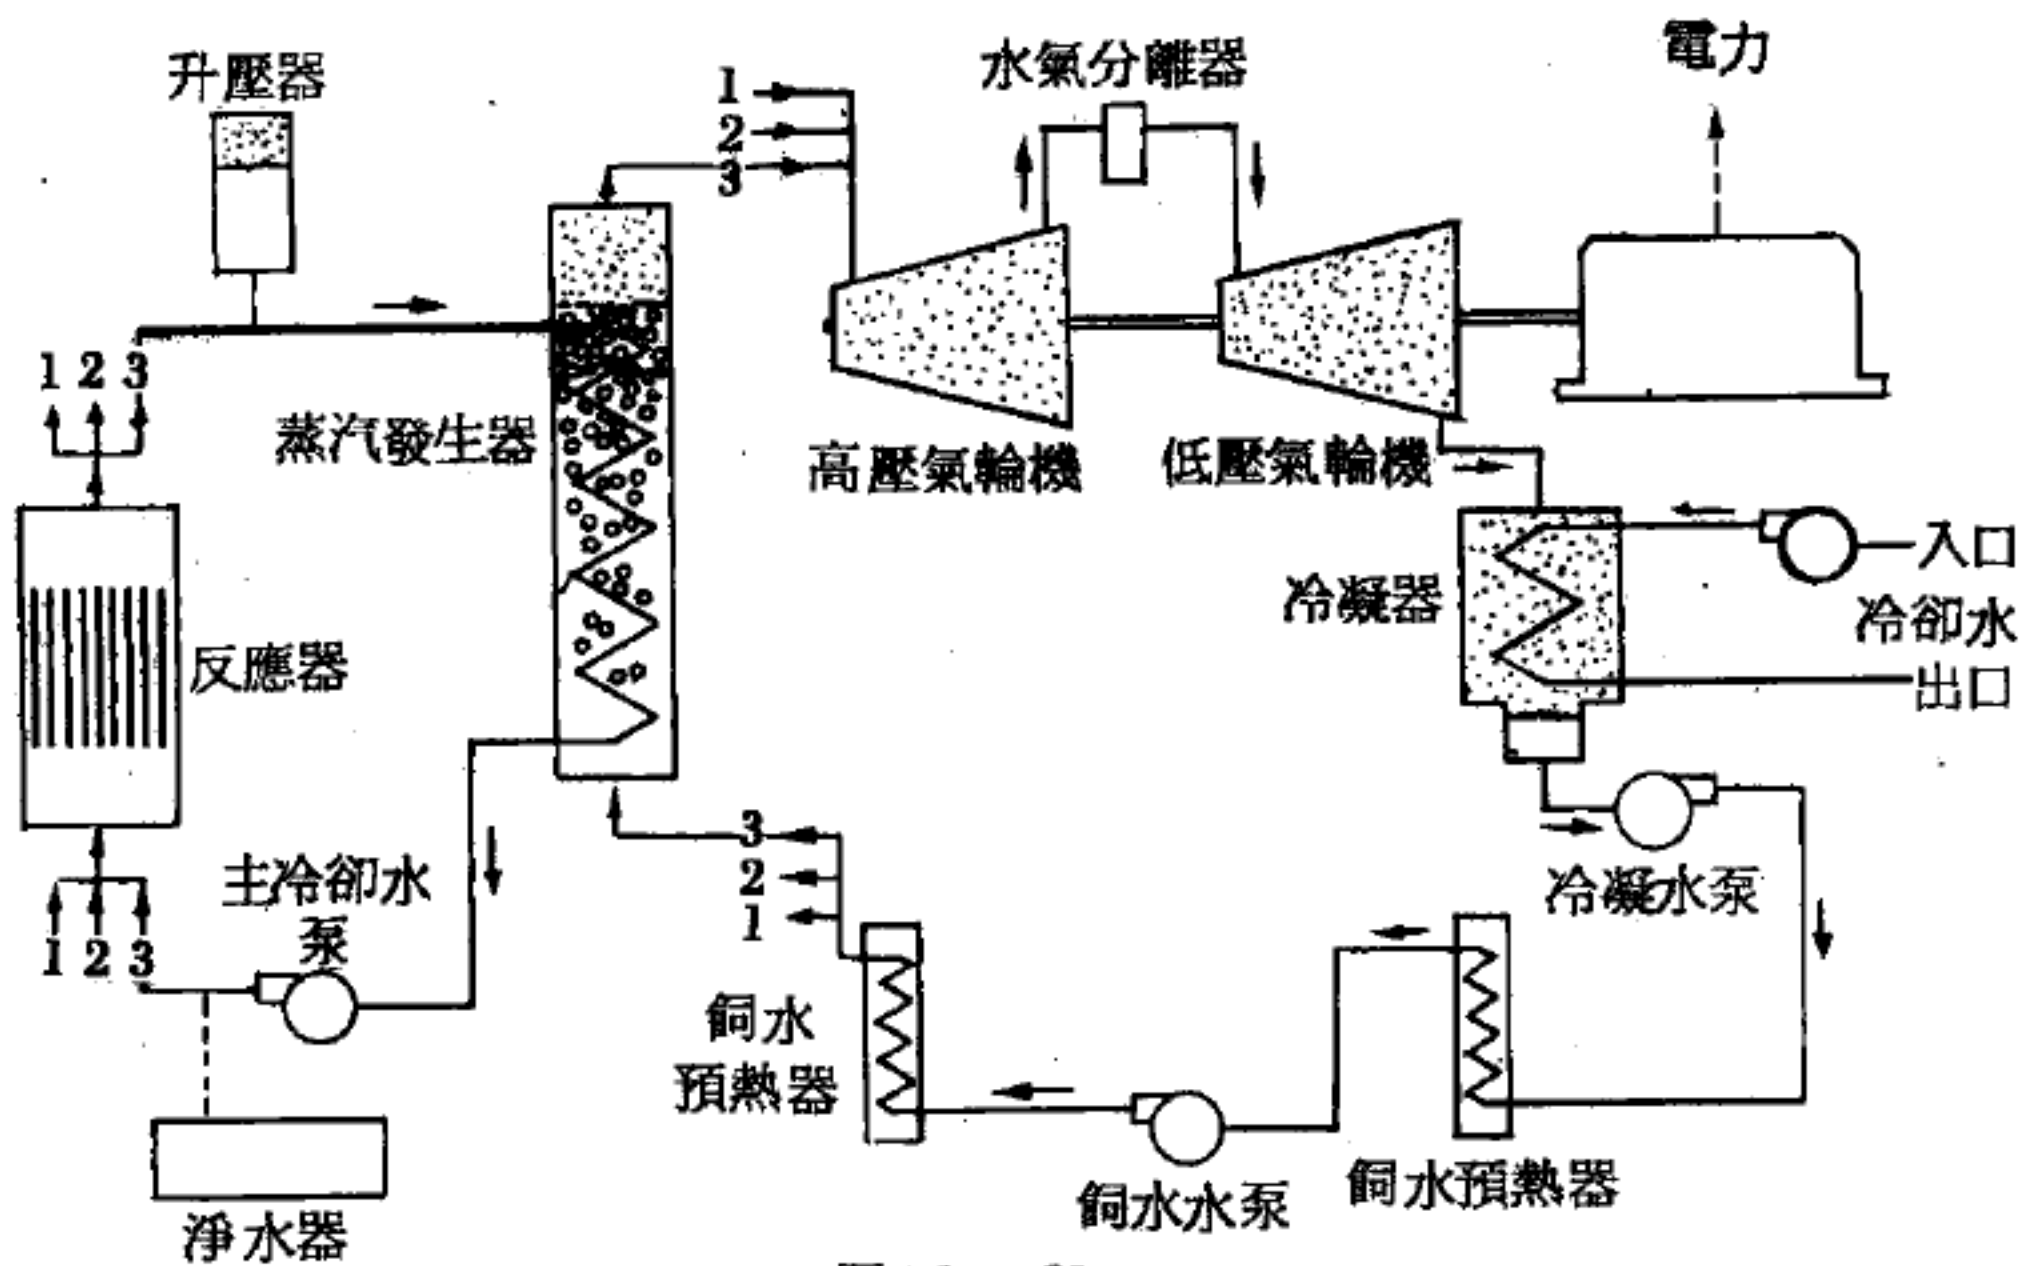 升壓器
水氣分離器
電力
1
2
3
1 2 3
蒸汽發生器
高壓氣輪機
低壓氣輪機
入口
冷凝器
冷卻水
出口
反應器
3
2
1
主冷卻水
泵
冷凝水泵
1 2 3
飼水
預熱器
飼水水泵
飼水預熱器
淨水器